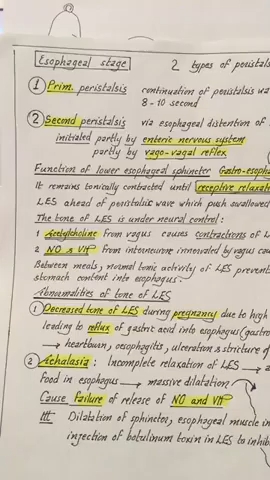 Esophageal stage 2 types of peristals
① Prim. peristalsis continuation of peristalsis wa
8-10 second
② Second peristalsis via esophageal distention of
initiated partly by enteric nervous system
partly by vago-vagal reflex
Function of lower esophageal sphincter Gastro-esoph
It remains tonically contracted until receptive relaxate
LES ahead of peristaltic wave which push swallowed
The tone of LES is under neural control:
1 Acetylcholine from vagus causes contractions of L
2 NO & VIP from interneurone innervated by vagus cau
Between meals, normal tonic activity of LES prevent
stomach content into esophagus.
Abnormalities of tone of LES
① Decreased tone of LES during pregnancy due to high
leading to reflux of gastric acid into esophagus (gastro
→ heartburn, oesophagitis, ulceration & stricture of
② Achalasia: Incomplete relaxation of LES → a
Food in esophagus → massive dilatation
Cause Failure of release of NO and VIP
ttt Dilatation of sphincter, esophageal muscle in
injection of botulinum toxin in LES to inhib